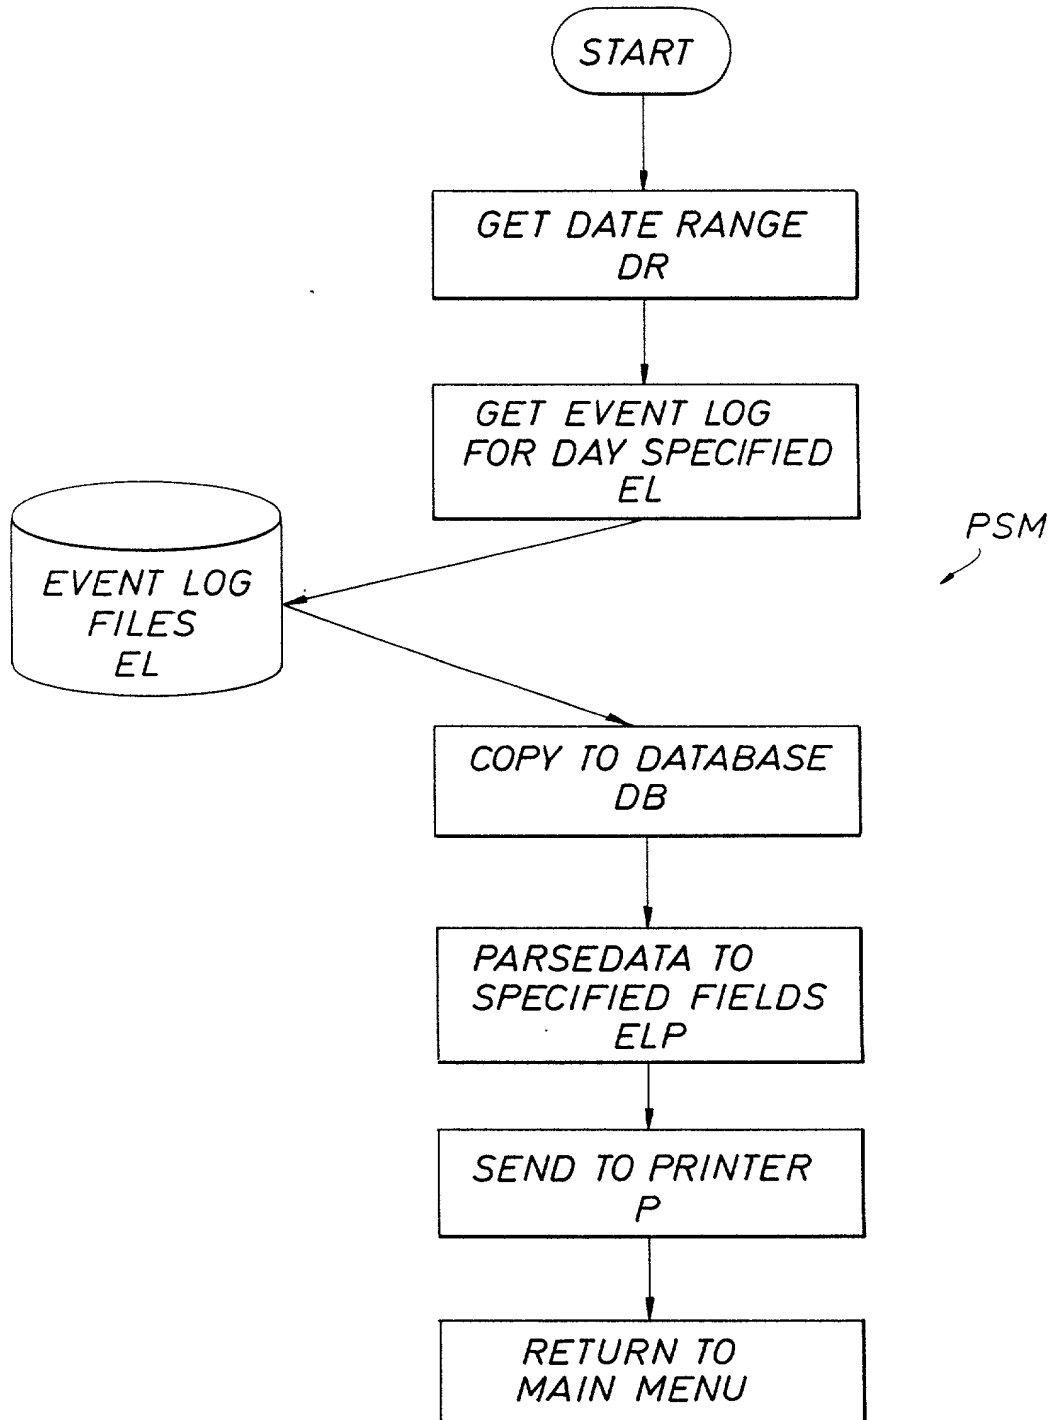 START
GET DATE RANGE
DR
GET EVENT LOG
FOR DAY SPECIFIED
EL
PSM
EVENT LOG
FILES
EL
COPY TO DATABASE
DB
PARSEDATA TO
SPECIFIED FIELDS
ELP
SEND TO PRINTER
P
RETURN TO
MAIN MENU